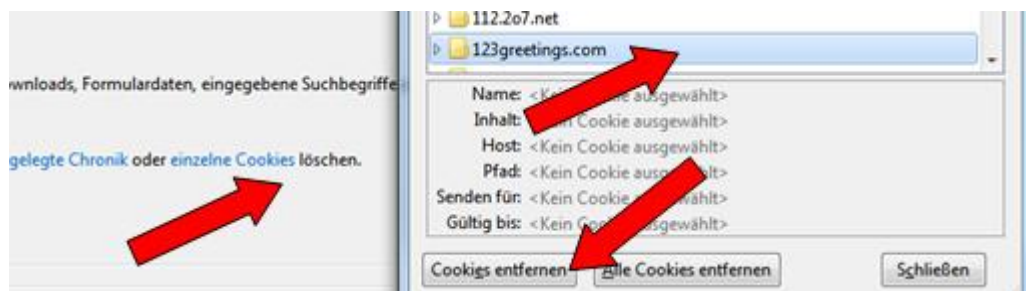 Downloads, Formulardaten, eingegebene Suchbegriffe
gelegte Chronik oder einzelne Cookies löschen.
112.2o7.net
123greetings.com
Name: <Kein Cookie ausgewählt>
Inhalt: <Kein Cookie ausgewählt>
Host: <Kein Cookie ausgewählt>
Pfad: <Kein Cookie ausgewählt>
Senden für: <Kein Cookie ausgewählt>
Gültig bis: <Kein Cookie ausgewählt>
Cookies entfernen
Alle Cookies entfernen
Schließen